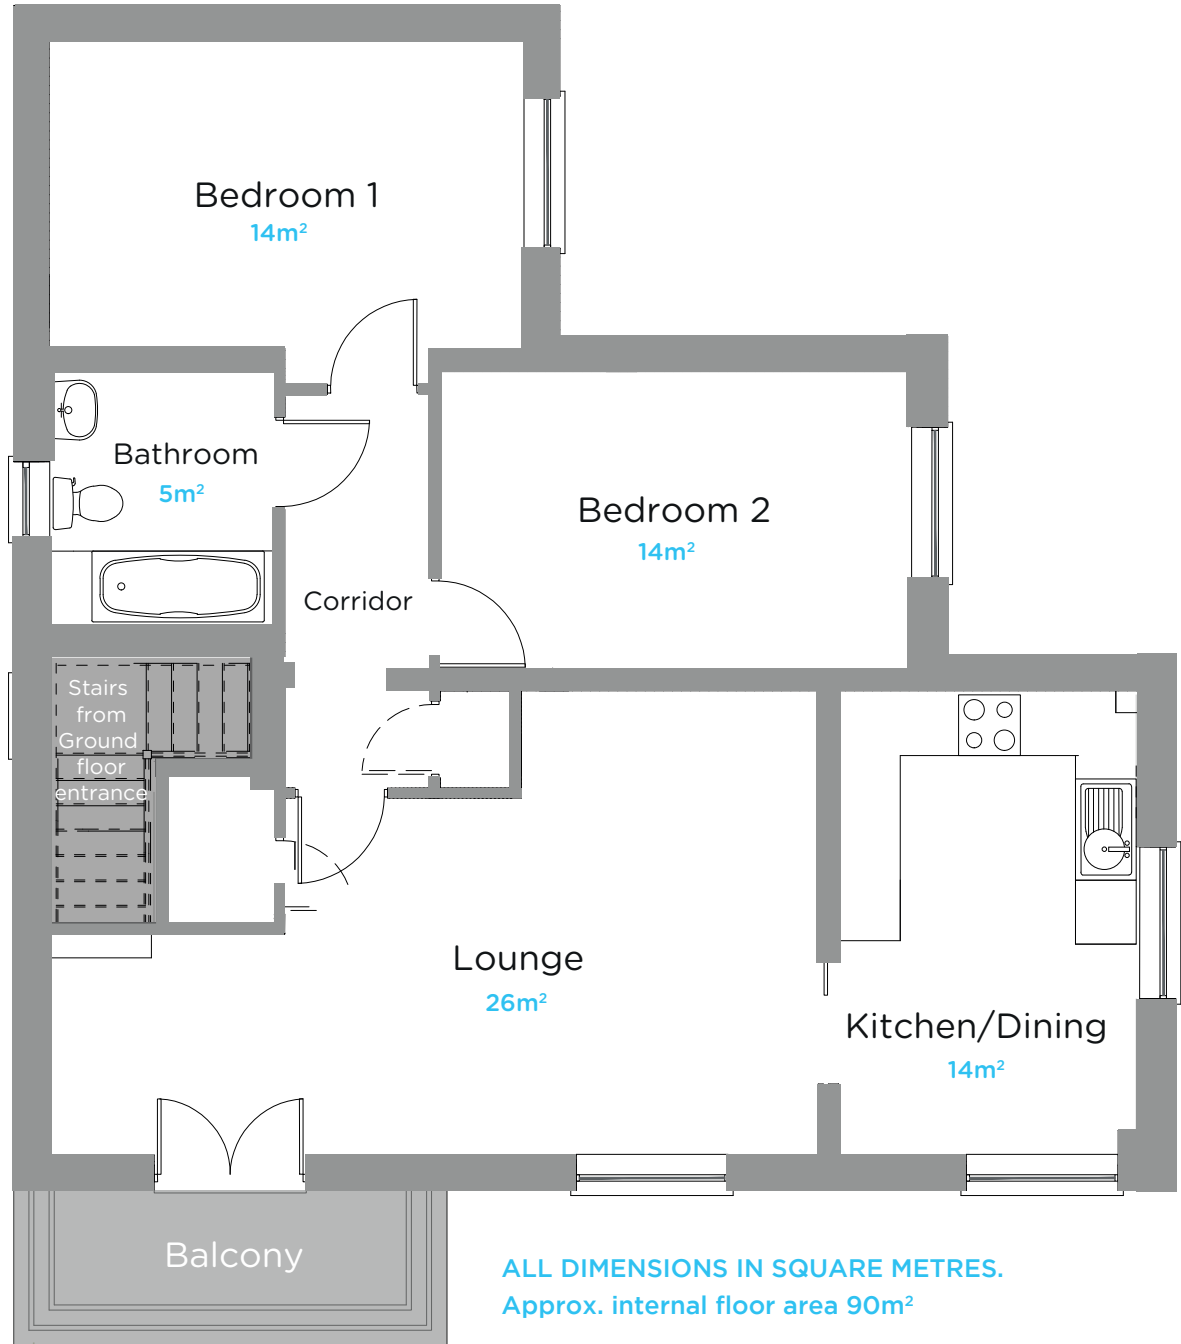 Bedroom 1
14m²
Bathroom
5m²
Bedroom 2
14m²
Corridor
Stairs
from
Ground
floor
entrance
Lounge
26m²
Kitchen/Dining
14m²
Balcony
ALL DIMENSIONS IN SQUARE METRES.
Approx. internal floor area 90m²